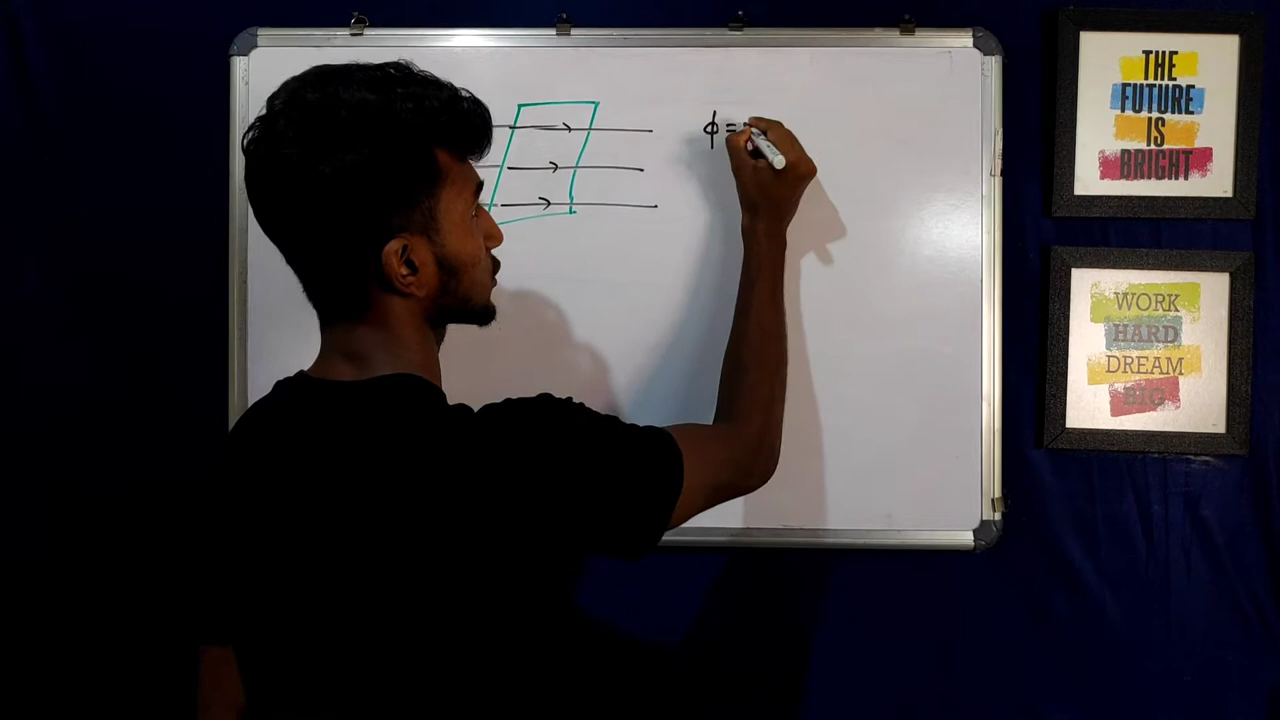 ϕ =
THE
FUTURE
IS
BRIGHT
WORK
HARD
DREAM
BIG